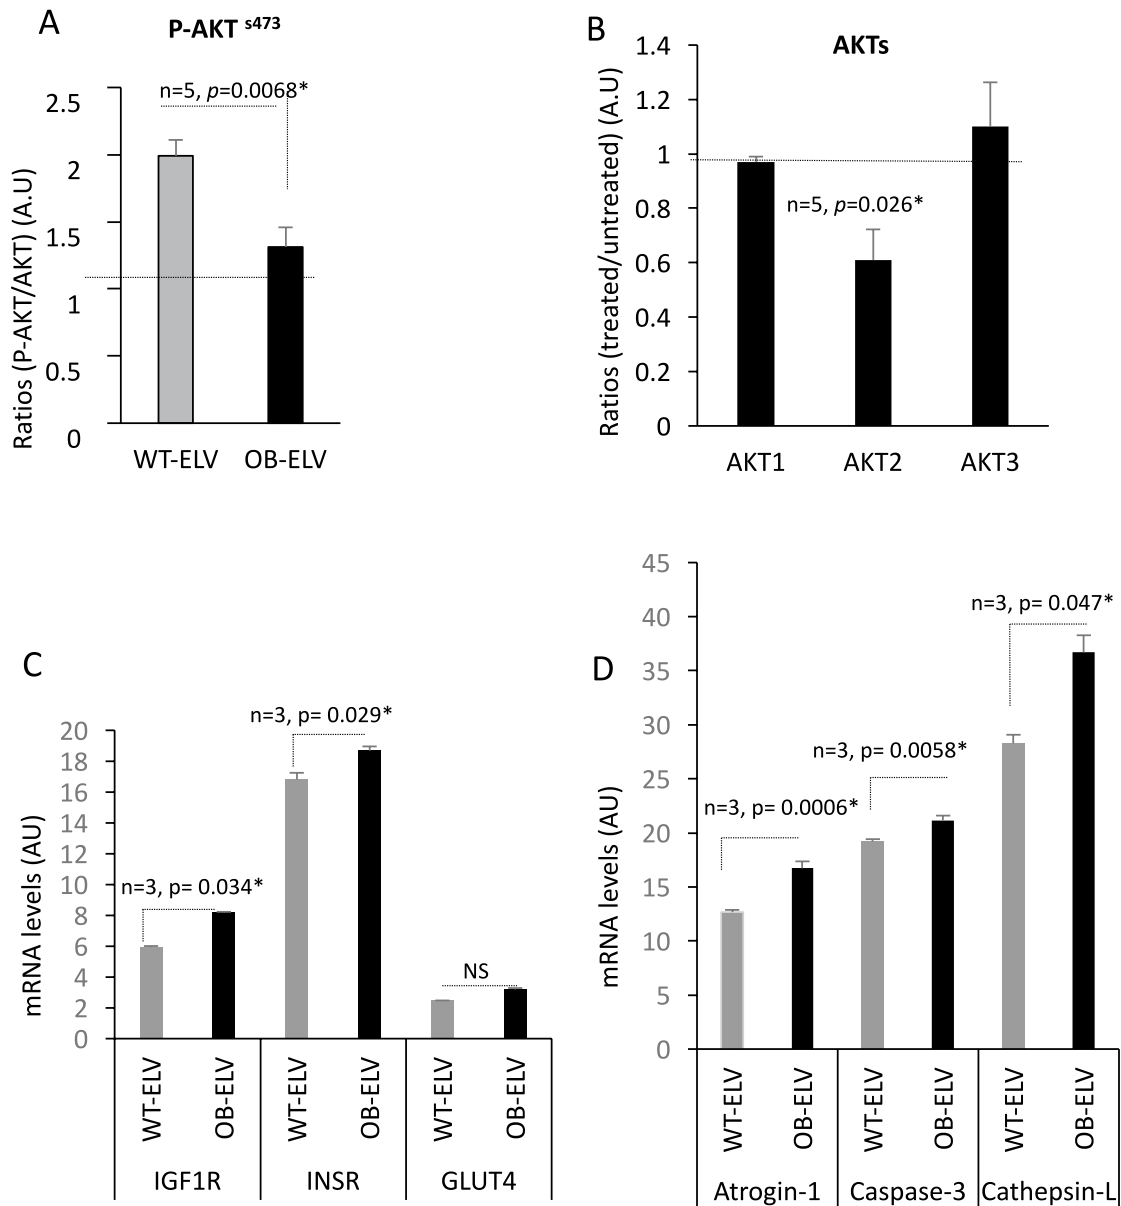 A
P-AKT s473
n=5, p=0.0068*
Ratios (P-AKT/AKT) (A.U)
2.5
2
1.5
1
0.5
0
WT-ELV OB-ELV
B
AKTs
Ratios (treated/untreated) (A.U)
1.4
1.2
1
0.8
0.6
0.4
0.2
0
n=5, p=0.026*
AKT1 AKT2 AKT3
C
mRNA levels (AU)
20
18
16
14
12
10
8
6
4
2
0
n=3, p= 0.034*
n=3, p= 0.029*
NS
WT-ELV OB-ELV WT-ELV OB-ELV WT-ELV OB-ELV
IGF1R INSR GLUT4
D
mRNA levels (AU)
45
40
35
30
25
20
15
10
5
0
n=3, p= 0.0006*
n=3, p= 0.0058*
n=3, p= 0.047*
WT-ELV OB-ELV WT-ELV OB-ELV WT-ELV OB-ELV
Atrogin-1 Caspase-3 Cathepsin-L